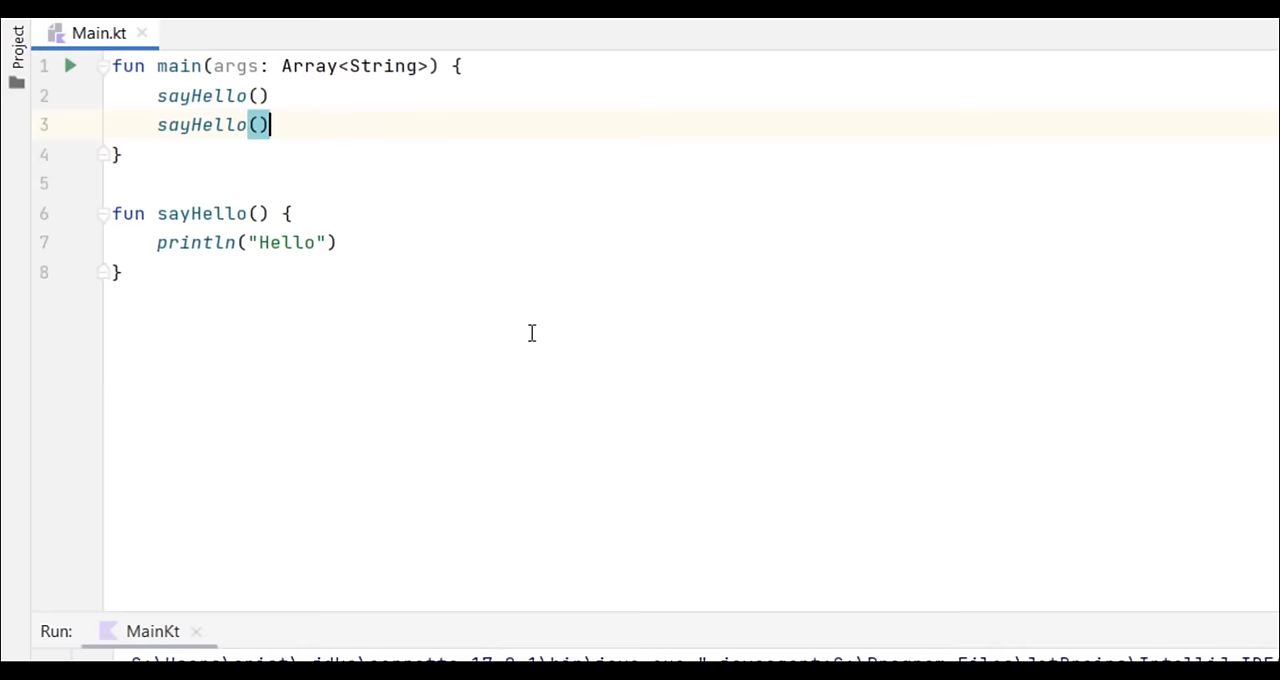 Project
Main.kt
1 fun main(args: Array<String>) {
2     sayHello()
3     sayHello()
4 }
5
6 fun sayHello() {
7     println("Hello")
8 }
Run: MainKt